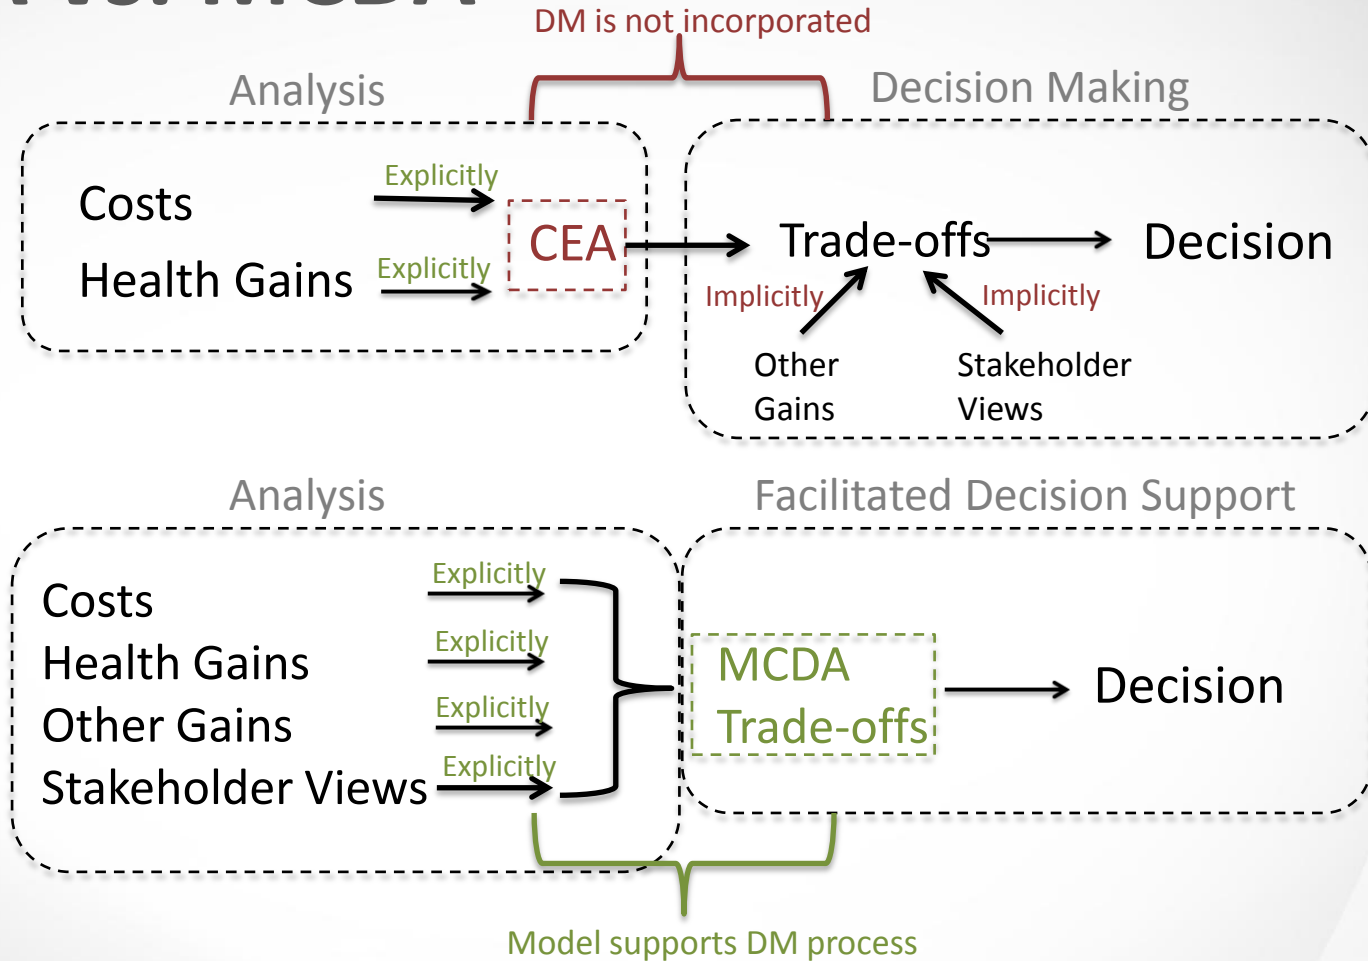 vs. MCDA
DM is not incorporated
Analysis
Decision Making
Costs
Explicitly
Health Gains
Explicitly
CEA
Trade-offs
Decision
Implicitly
Implicitly
Other
Gains
Stakeholder
Views
Analysis
Facilitated Decision Support
Costs
Explicitly
Health Gains
Explicitly
Other Gains
Explicitly
Stakeholder Views
Explicitly
MCDA
Trade-offs
Decision
Model supports DM process